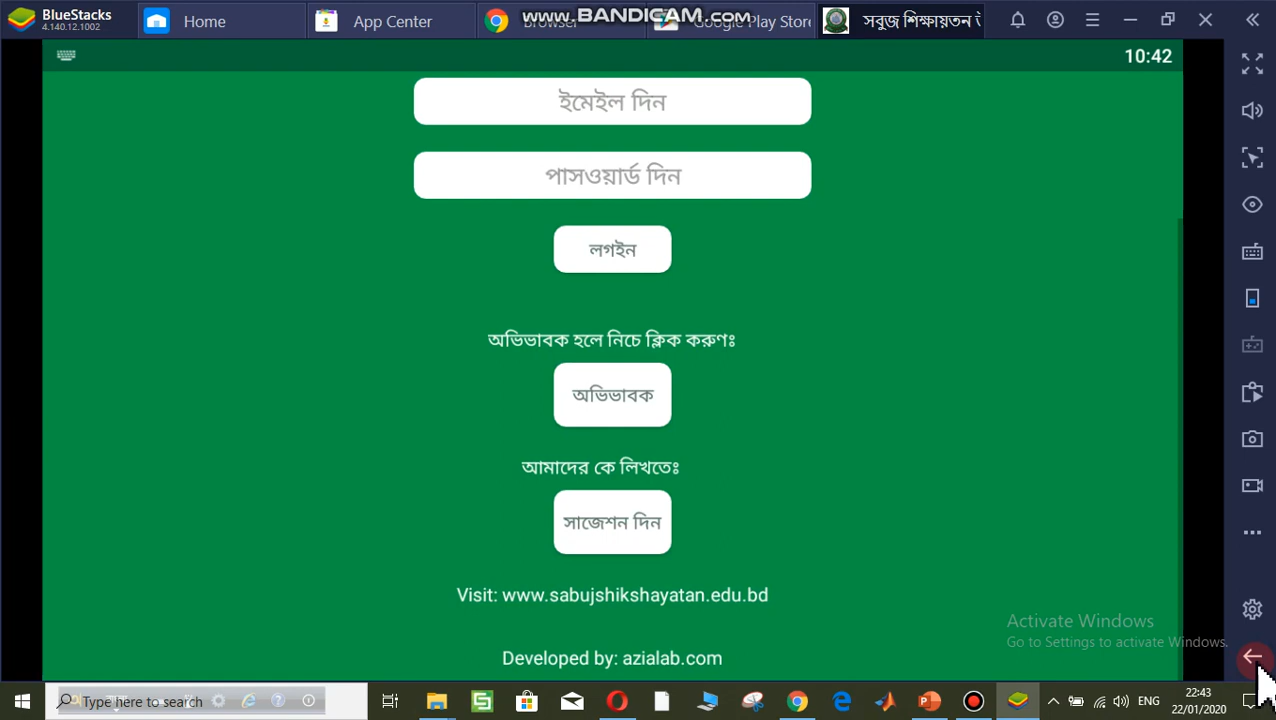 BlueStacks
4.140.12.1002
Home
App Center
Browser
Google Play Store
সবুজ শিক্ষায়তন
www.BANDICAM.com
10:42
ইমেইল দিন
পাসওয়ার্ড দিন
লগইন
অভিভাবক হলে নিচে ক্লিক করুণঃ
অভিভাবক
আমাদের কে লিখতেঃ
সাজেশন দিন
Visit: www.sabujshikshayatan.edu.bd
Developed by: azialab.com
Activate Windows
Go to Settings to activate Windows.
Type here to search
ENG
22:43
22/01/2020